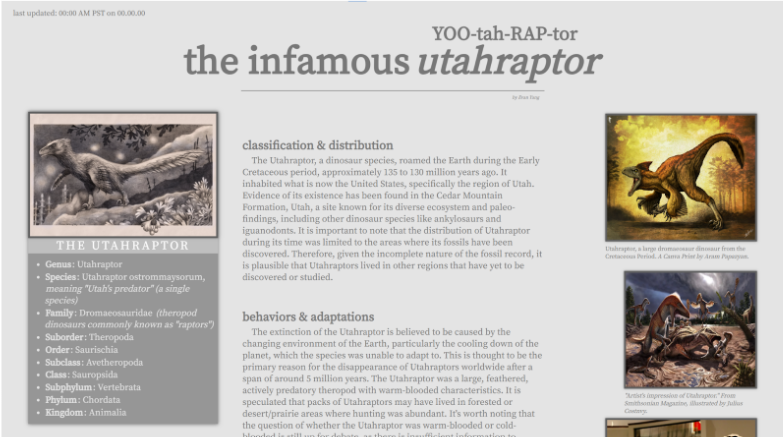 last updated: 00:00 AM PST on 00.00.00
YOO-tah-RAP-tor
the infamous utahraptor
by Evan Yang
THE UTAHRAPTOR
• Genus: Utahraptor
• Species: Utahraptor ostrommaysorum,
meaning "Utah's predator" (a single
species)
• Family: Dromaeosauridae (theropod
dinosaurs commonly known as "raptors")
• Suborder: Theropoda
• Order: Saurischia
• Subclass: Avetheropoda
• Class: Sauropsida
• Subphylum: Vertebrata
• Phylum: Chordata
• Kingdom: Animalia
classification & distribution
The Utahraptor, a dinosaur species, roamed the Earth during the Early
Cretaceous period, approximately 135 to 130 million years ago. It
inhabited what is now the United States, specifically the region of Utah.
Evidence of its existence has been found in the Cedar Mountain
Formation, Utah, a site known for its diverse ecosystem and paleo-
findings, including other dinosaur species like ankylosaurs and
iguanodonts. It is important to note that the distribution of Utahraptor
during its time was limited to the areas where its fossils have been
discovered. Therefore, given the incomplete nature of the fossil record, it
is plausible that Utahraptors lived in other regions that have yet to be
discovered or studied.
behaviors & adaptations
The extinction of the Utahraptor is believed to be caused by the
changing environment of the Earth, particularly the cooling down of the
planet, which the species was unable to adapt to. This is thought to be the
primary reason for the disappearance of Utahraptors worldwide after a
span of around 5 million years. The Utahraptor was a large, feathered,
actively predatory theropod with warm-blooded characteristics. It is
speculated that packs of Utahraptors may have lived in forested or
desert/prairie areas where hunting was abundant. It's worth noting that
the question of whether the Utahraptor was warm-blooded or cold-
blooded is still up for debate, as there is insufficient information to
Utahraptor, a large dromaeosaur dinosaur from the
Cretaceous Period. A Canva Print by Aram Papazyan.
"Artist's impression of Utahraptor." From
Smithsonian Magazine, illustrated by Julius
Csotonyi.